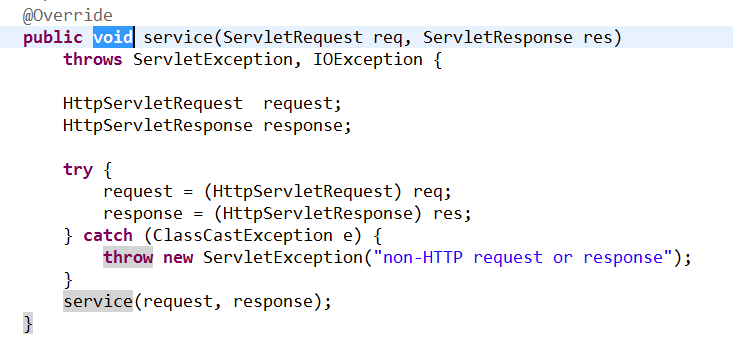 @Override
public void service(ServletRequest req, ServletResponse res)
    throws ServletException, IOException {

    HttpServletRequest  request;
    HttpServletResponse response;

    try {
        request = (HttpServletRequest) req;
        response = (HttpServletResponse) res;
    } catch (ClassCastException e) {
        throw new ServletException("non-HTTP request or response");
    }
    service(request, response);
}